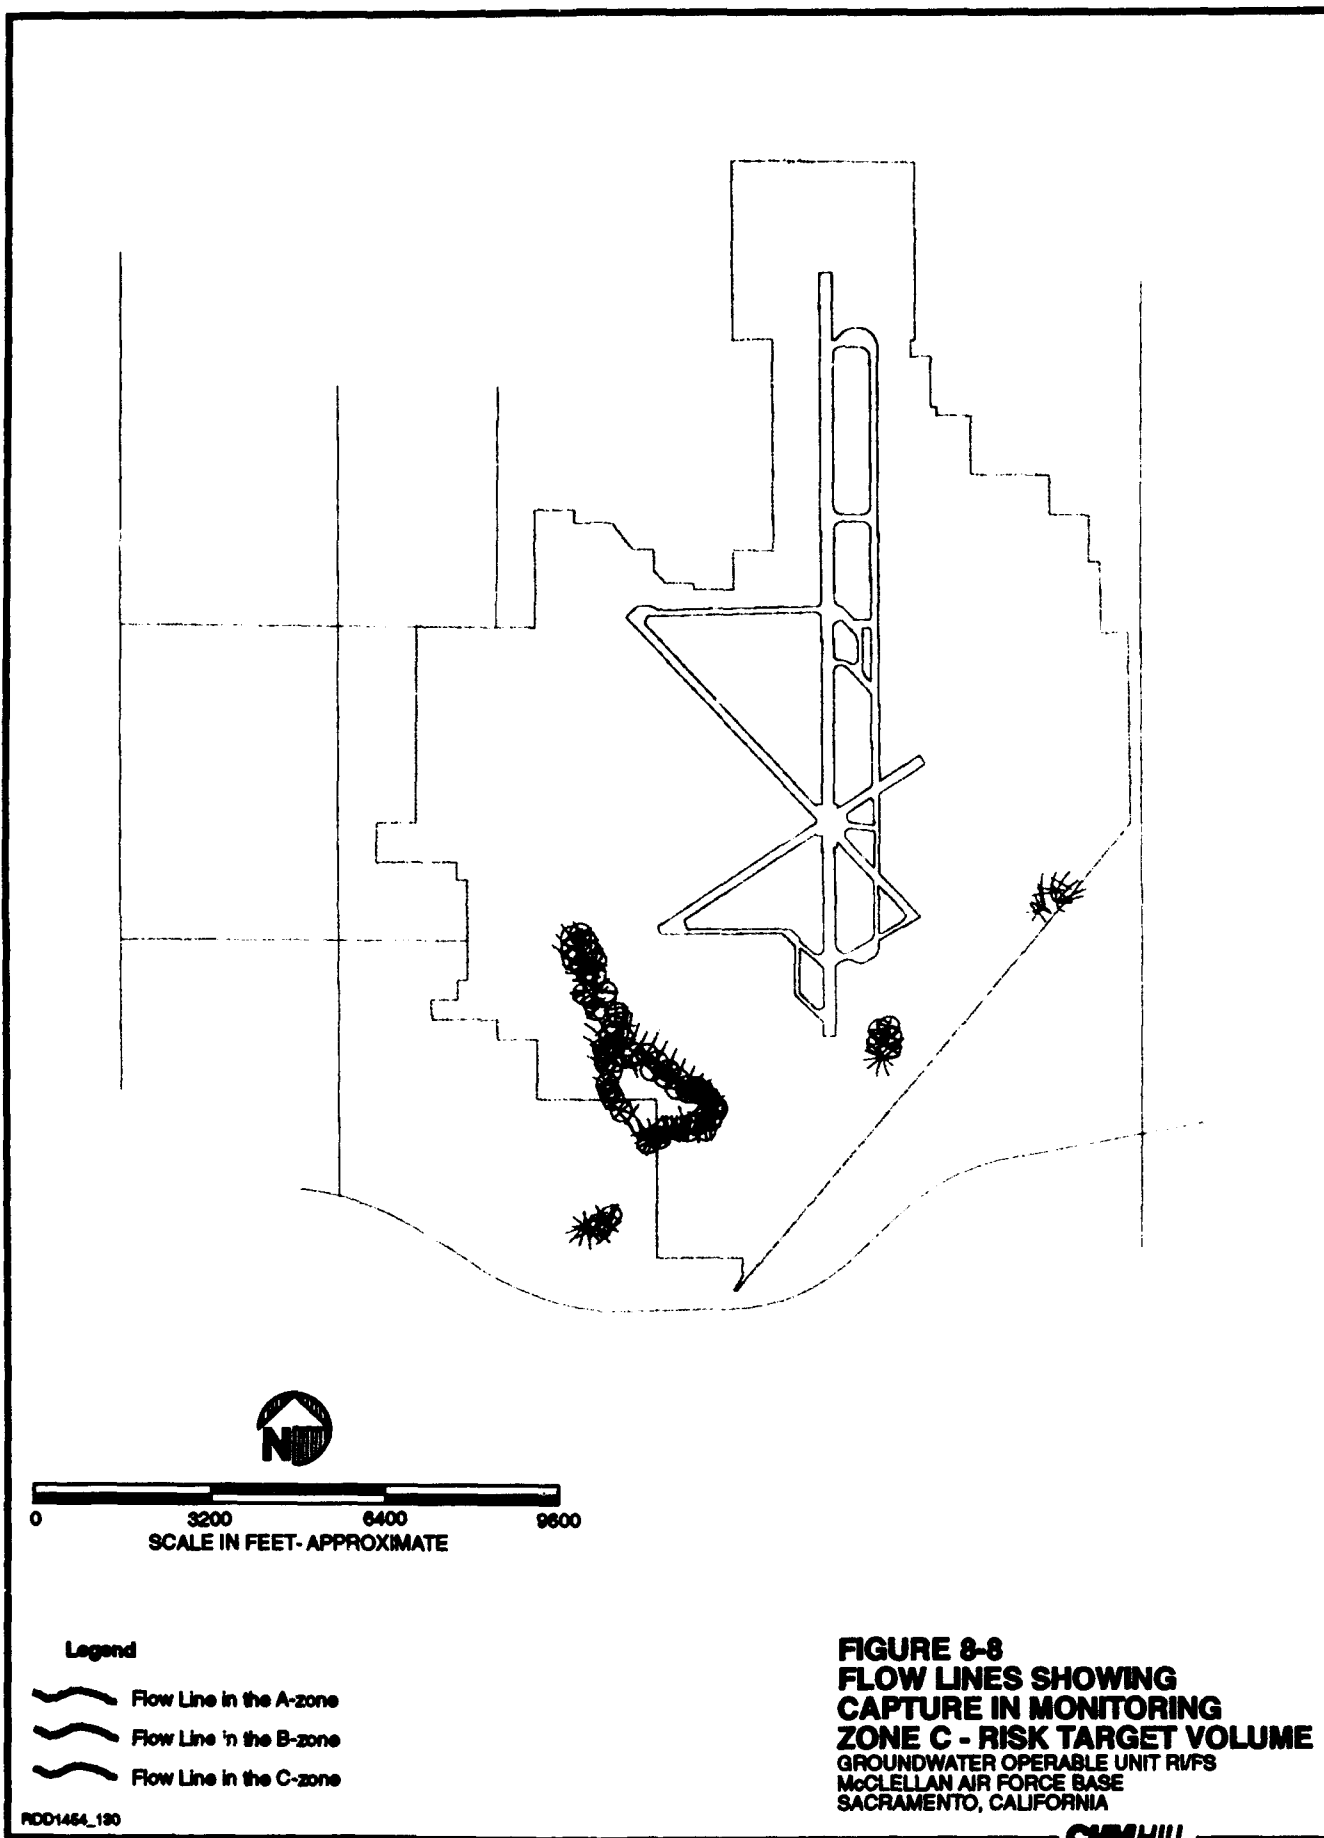 N
0 3200 6400 9600
SCALE IN FEET- APPROXIMATE
Legend
Flow Line in the A-zone
Flow Line in the B-zone
Flow Line in the C-zone
RDD1454_130
FIGURE 8-8
FLOW LINES SHOWING
CAPTURE IN MONITORING
ZONE C - RISK TARGET VOLUME
GROUNDWATER OPERABLE UNIT RI/FS
McCLELLAN AIR FORCE BASE
SACRAMENTO, CALIFORNIA